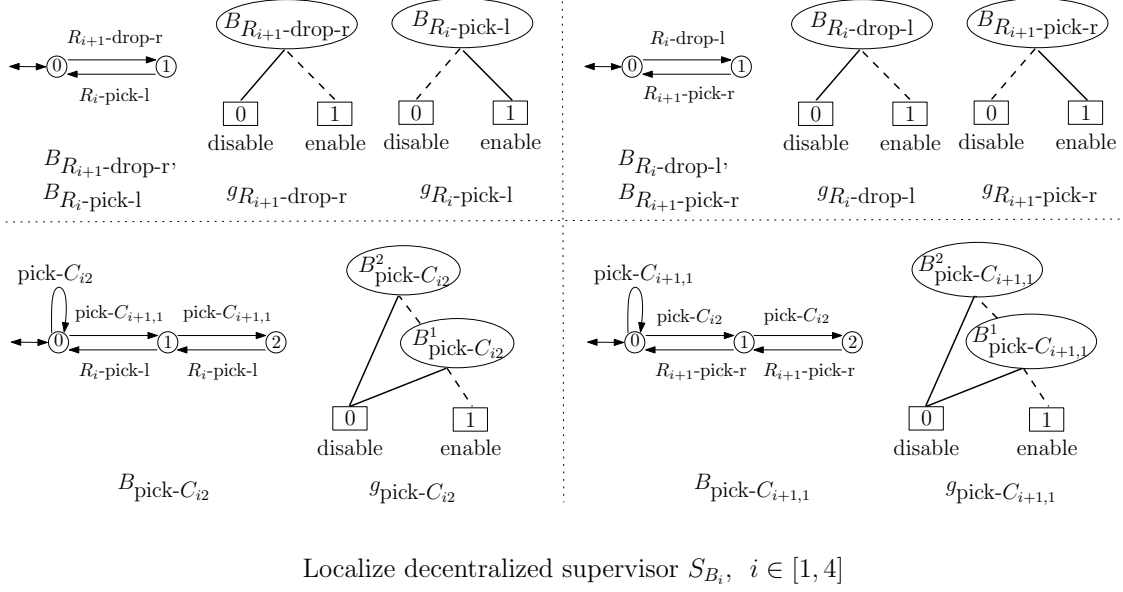 R_{i+1}-drop-r
0 1
R_i-pick-l
B_{R_{i+1}-drop-r},
B_{R_i-pick-l}
B_{R_{i+1}-drop-r}
0 1
disable enable
g_{R_{i+1}-drop-r}
B_{R_i-pick-l}
0 1
disable enable
g_{R_i-pick-l}
R_i-drop-l
0 1
R_{i+1}-pick-r
B_{R_i-drop-l},
B_{R_{i+1}-pick-r}
B_{R_i-drop-l}
0 1
disable enable
g_{R_i-drop-l}
B_{R_{i+1}-pick-r}
0 1
disable enable
g_{R_{i+1}-pick-r}
pick-C_{i2}
pick-C_{i+1,1} pick-C_{i+1,1}
0 1 2
R_i-pick-l R_i-pick-l
B_{pick-C_{i2}}
B^2_{pick-C_{i2}}
B^1_{pick-C_{i2}}
0 1
disable enable
g_{pick-C_{i2}}
pick-C_{i+1,1}
pick-C_{i2} pick-C_{i2}
0 1 2
R_{i+1}-pick-r R_{i+1}-pick-r
B_{pick-C_{i+1,1}}
B^2_{pick-C_{i+1,1}}
B^1_{pick-C_{i+1,1}}
0 1
disable enable
g_{pick-C_{i+1,1}}
Localize decentralized supervisor S_{B_i}, i ∈ [1, 4]